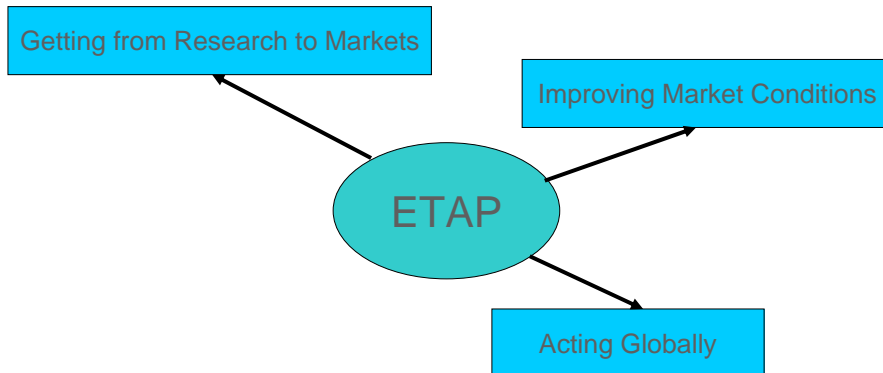 Getting from Research to Markets
Improving Market Conditions
ETAP
Acting Globally